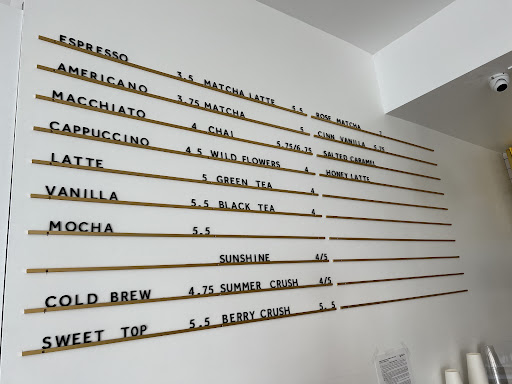 ESPRESSO 3.5
AMERICANO 3.75
MACCHIATO 4
CAPPUCCINO 4.5
LATTE 5
VANILLA 5.5
MOCHA 5.5
COLD BREW 4.75
SWEET TOP 5.5
MATCHA LATTE 5.5
MATCHA 5
CHAI 5.75/6.75
WILD FLOWERS 4
GREEN TEA 4
BLACK TEA 4
SUNSHINE 4/5
SUMMER CRUSH 4/5
BERRY CRUSH 5.5
ROSE MATCHA 7
CINN VANILLA 5.75
SALTED CARAMEL
HONEY LATTE